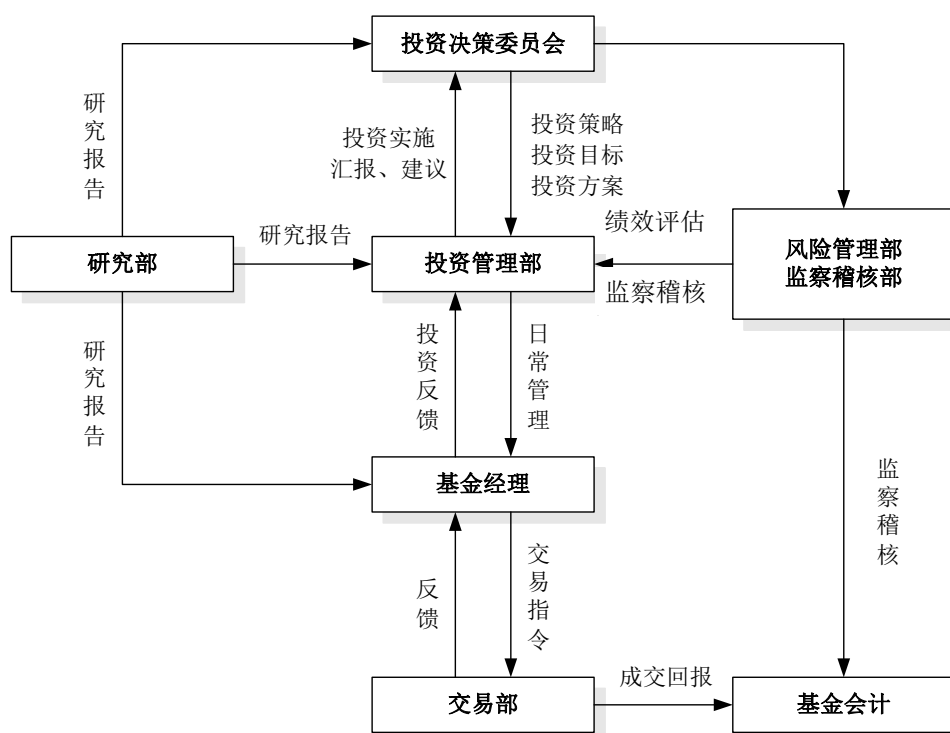 投资决策委员会
研究报告
投资实施
汇报、建议
投资策略
投资目标
投资方案
研究部
研究报告
投资管理部
绩效评估
监察稽核
风险管理部
监察稽核部
研究报告
投资反馈
日常管理
基金经理
监察稽核
反馈
交易指令
交易部
成交回报
基金会计